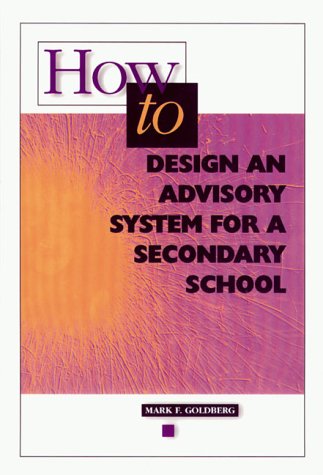 How
to
DESIGN AN
ADVISORY
SYSTEM FOR A
SECONDARY
SCHOOL
MARK F. GOLDBERG